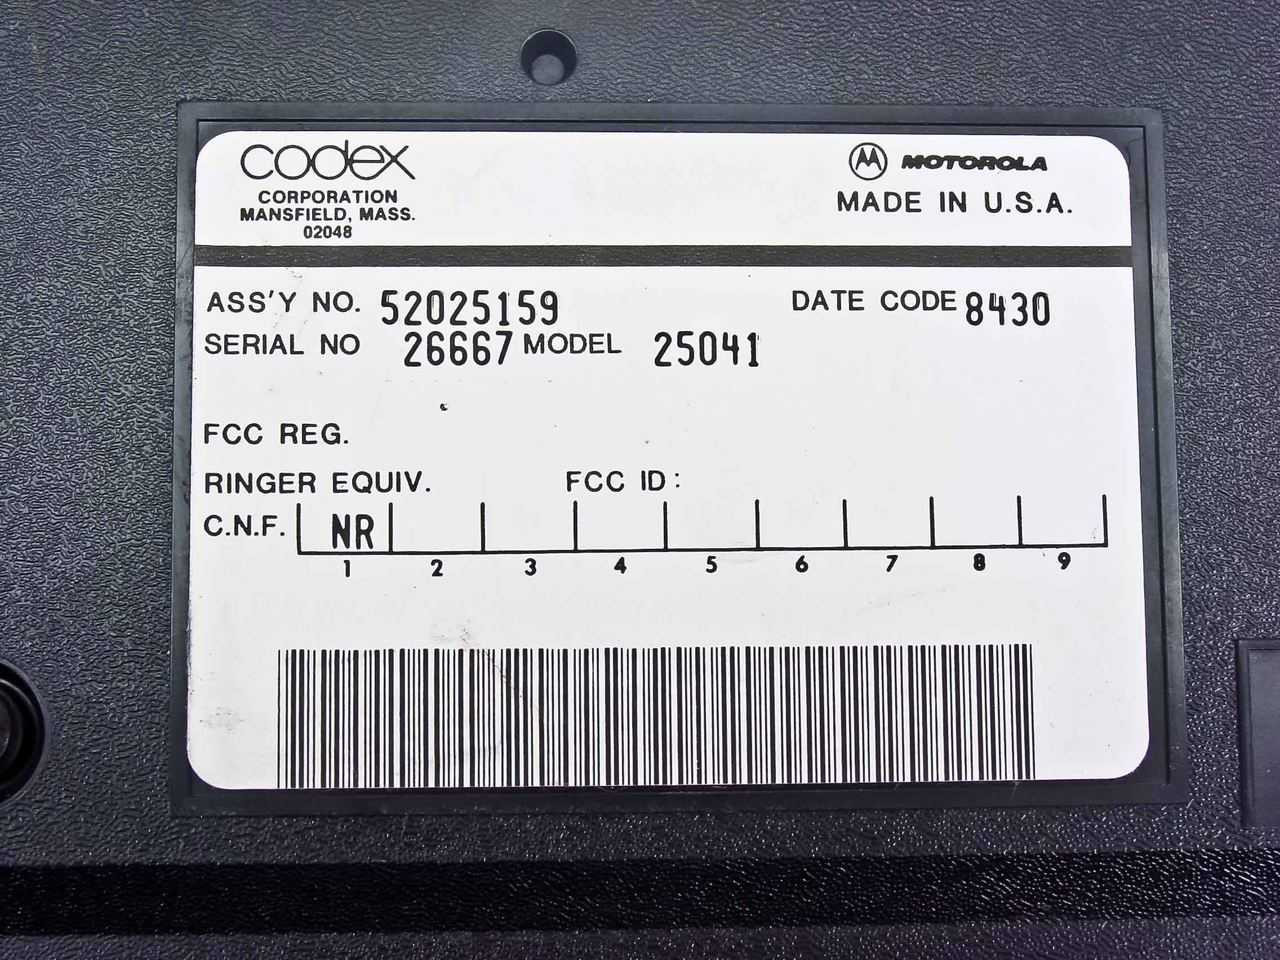 codex
CORPORATION
MANSFIELD, MASS.
02048
MOTOROLA
MADE IN U.S.A.
ASS'Y NO. 52025159 DATE CODE 8430
SERIAL NO 26667 MODEL 25041
FCC REG.
RINGER EQUIV. FCC ID:
C.N.F. NR
1 2 3 4 5 6 7 8 9